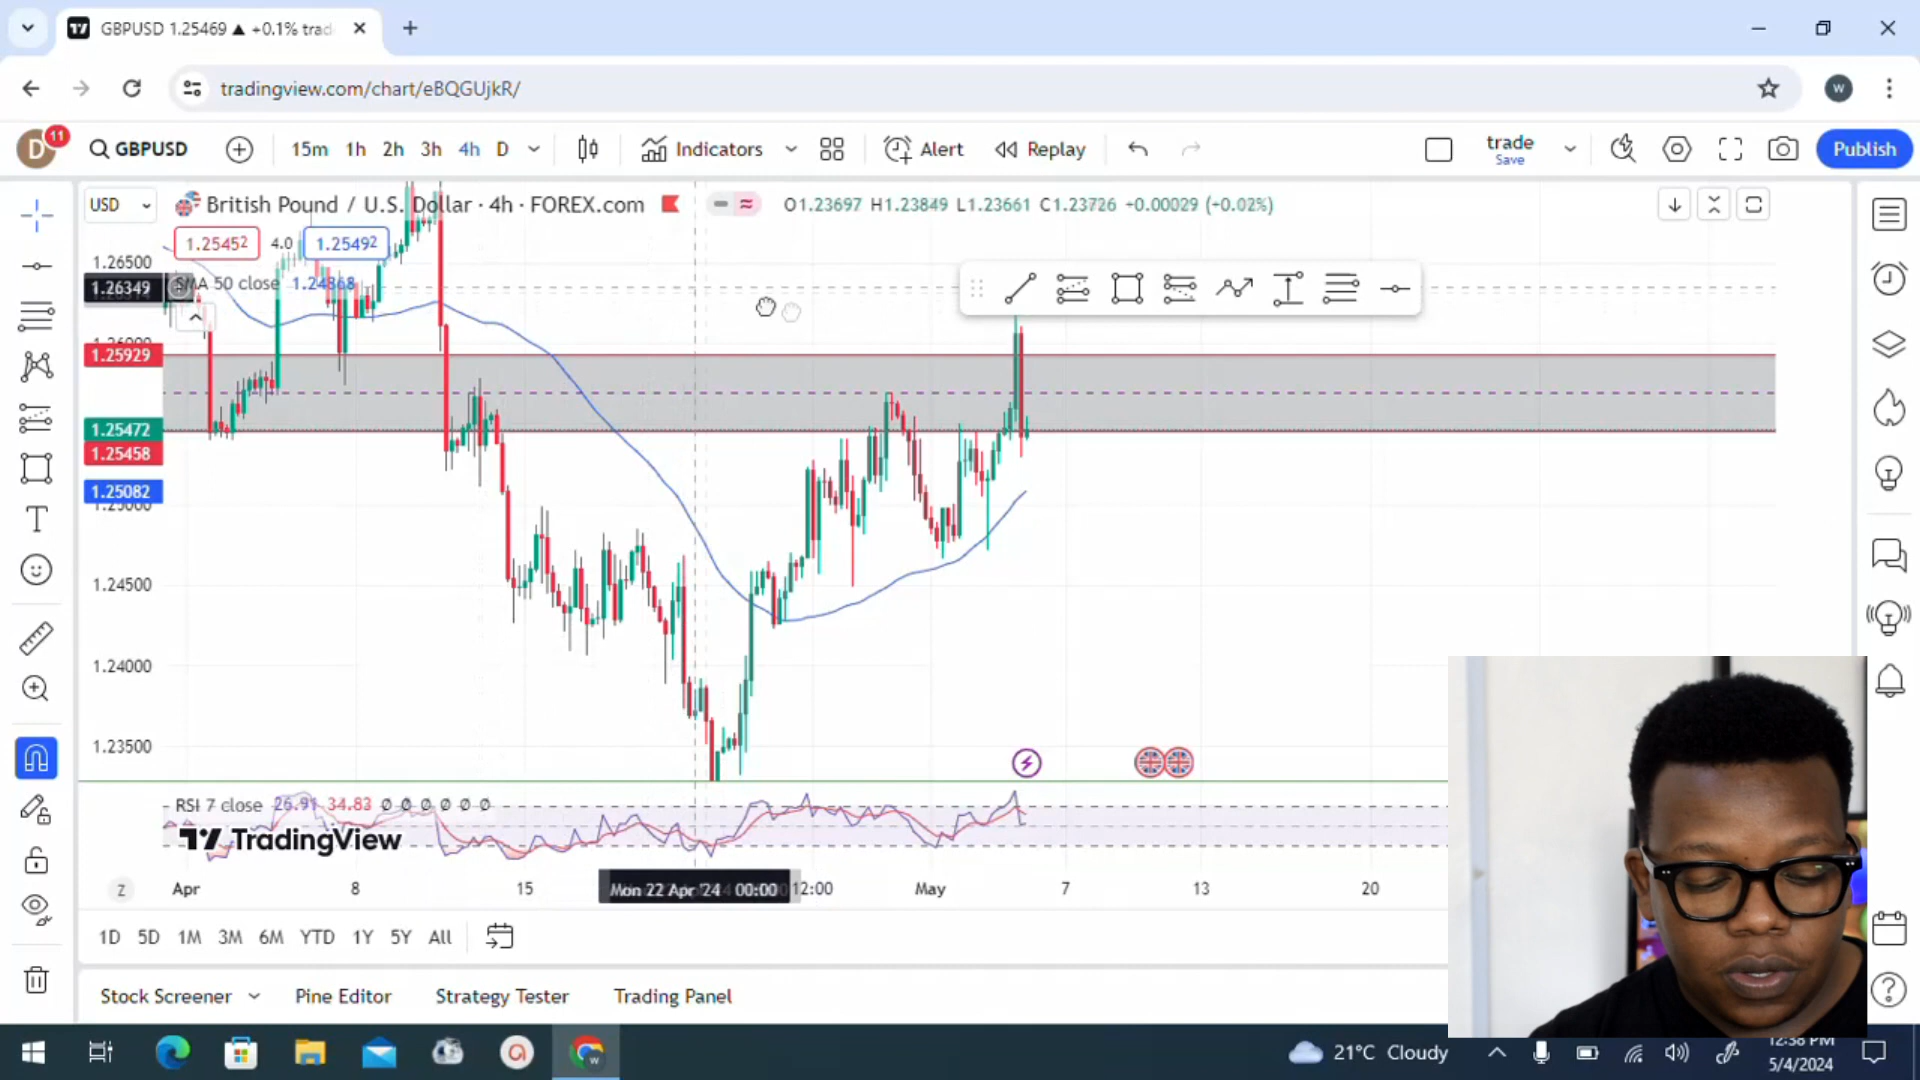 GBPUSD 1.25469 ▲ +0.1% trad
tradingview.com/chart/eBQGUjkR/
W
D
11
GBPUSD
15m 1h 2h 3h 4h D
Indicators
Alert
Replay
trade
Save
Publish
USD
British Pound / U.S. Dollar · 4h · FOREX.com
O1.23697 H1.23849 L1.23661 C1.23726 +0.00029 (+0.02%)
1.25452 4.0 1.25492
SMA 50 close 1.24868
1.26500
1.26349
1.25929
1.25472
1.25458
1.25082
1.25000
1.24500
1.24000
1.23500
RSI 7 close 26.91 34.83 ∅ ∅ ∅ ∅ ∅ ∅
TradingView
Z
Apr 8 15 Mon 22 Apr '24 00:00 12:00 May 7 13 20
1D 5D 1M 3M 6M YTD 1Y 5Y All
Stock Screener Pine Editor Strategy Tester Trading Panel
21°C Cloudy
12:38 PM
5/4/2024